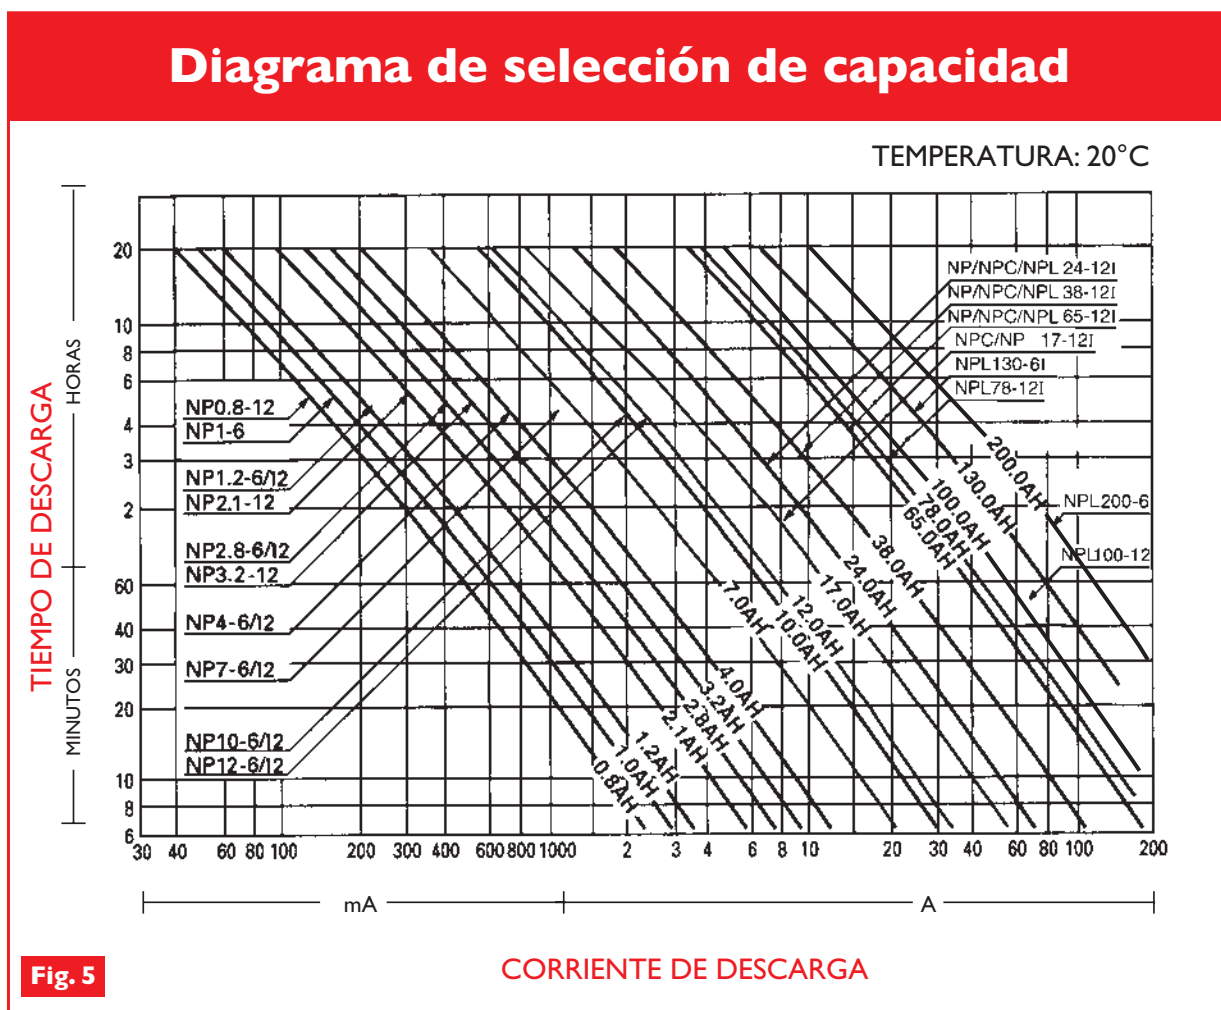 Diagrama de selección de capacidad
TEMPERATURA: 20°C
TIEMPO DE DESCARGA
HORAS
MINUTOS
20
10
8
6
4
3
2
60
40
30
20
10
8
6
NP/NPC/NPL 24-12I
NP/NPC/NPL 38-12I
NP/NPC/NPL 65-12I
NPC/NP 17-12I
NPL130-6I
NPL78-12I
NP0.8-12
NP1-6
NP1.2-6/12
NP2.1-12
NP2.8-6/12
NP3.2-12
NP4-6/12
NP7-6/12
NP10-6/12
NP12-6/12
NPL200-6
NPL100-12
200.0AH
130.0AH
100.0AH
78.0AH
65.0AH
38.0AH
24.0AH
17.0AH
12.0AH
10.0AH
7.0AH
4.0AH
3.2AH
2.8AH
2.1AH
1.2AH
1.0AH
0.8AH
30 40 60 80 100 200 300 400 600 800 1000 2 3 4 6 8 10 20 30 40 60 80 100 200
mA A
CORRIENTE DE DESCARGA
Fig. 5